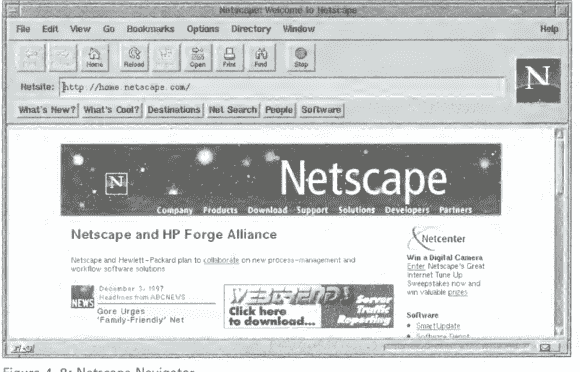 Netscape: Welcome to Netscape
File Edit View Go Bookmarks Options Directory Window Help
Home Reload Open Print Find Stop
Netsite: http://home.netscape.com/
N
What's New? What's Cool? Destinations Net Search People Software
N Netscape
Company Products Download Support Solutions Developers Partners
Netscape and HP Forge Alliance
Netscape and Hewlett-Packard plan to collaborate on new process-management and
workflow software solutions
NEWS
December 3, 1997
Headlines from ABCNEWS
Gore Urges
'Family-Friendly' Net
WEBTRENDS
Click here
to download...
Server
Traffic
Reporting
Netcenter
Win a Digital Camera
Enter Netscape's Great
Internet Tune Up
Sweepstakes now and
win valuable prizes
Software
SmartUpdate
Software Depot